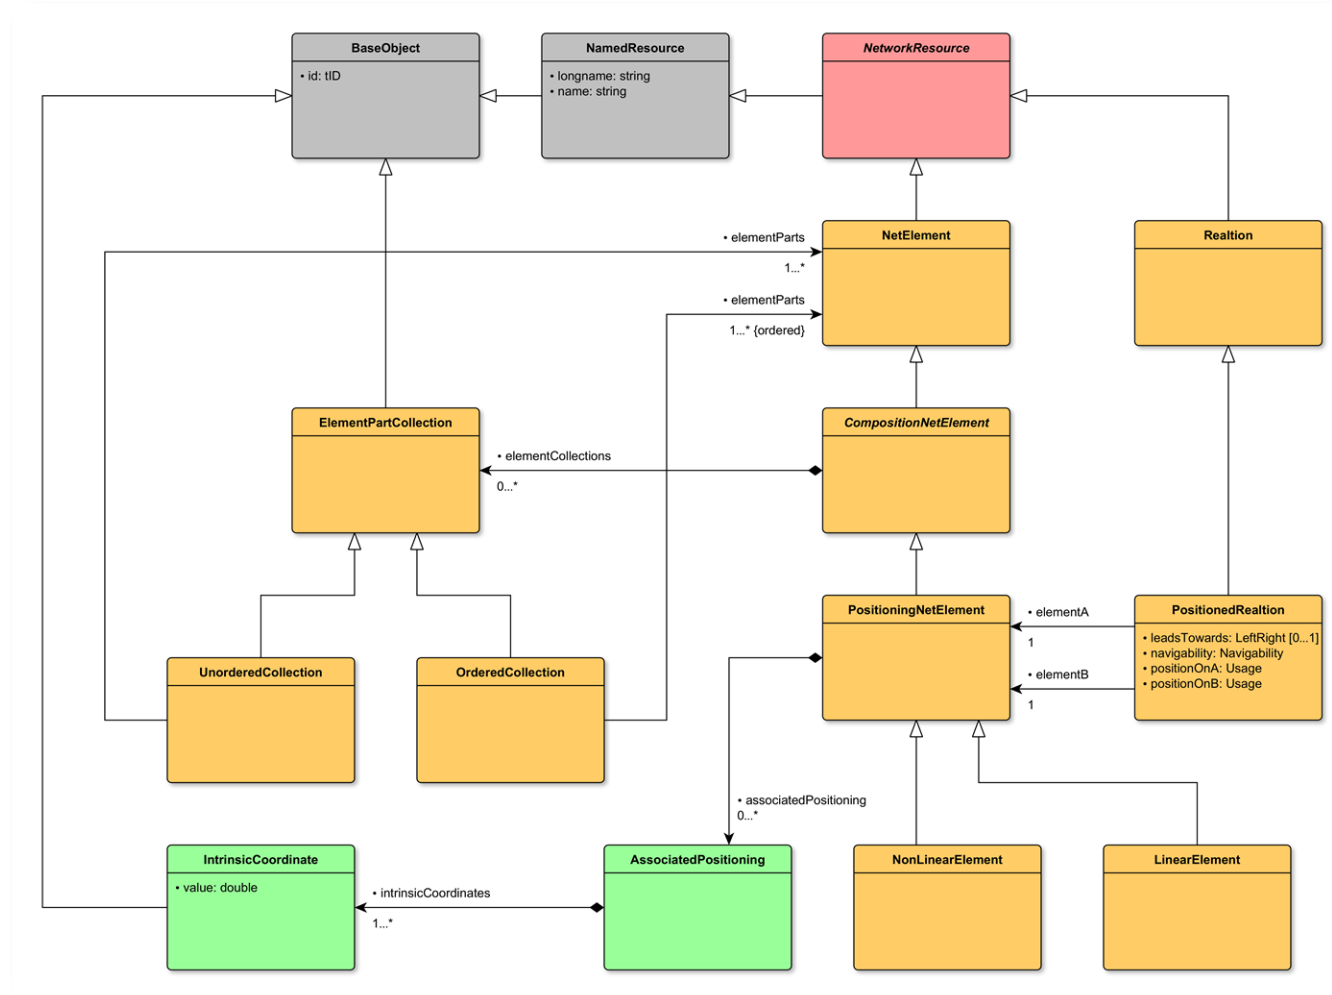 BaseObject
• id: tID
NamedResource
• longname: string
• name: string
NetworkResource
• elementParts
1...*
• elementParts
1...* {ordered}
NetElement
Realtion
ElementPartCollection
• elementCollections
0...*
CompositionNetElement
UnorderedCollection
OrderedCollection
PositioningNetElement
• elementA
1
• elementB
1
PositionedRealtion
• leadsTowards: LeftRight [0...1]
• navigability: Navigability
• positionOnA: Usage
• positionOnB: Usage
• associatedPositioning
0...*
IntrinsicCoordinate
• value: double
• intrinsicCoordinates
1...*
AssociatedPositioning
NonLinearElement
LinearElement